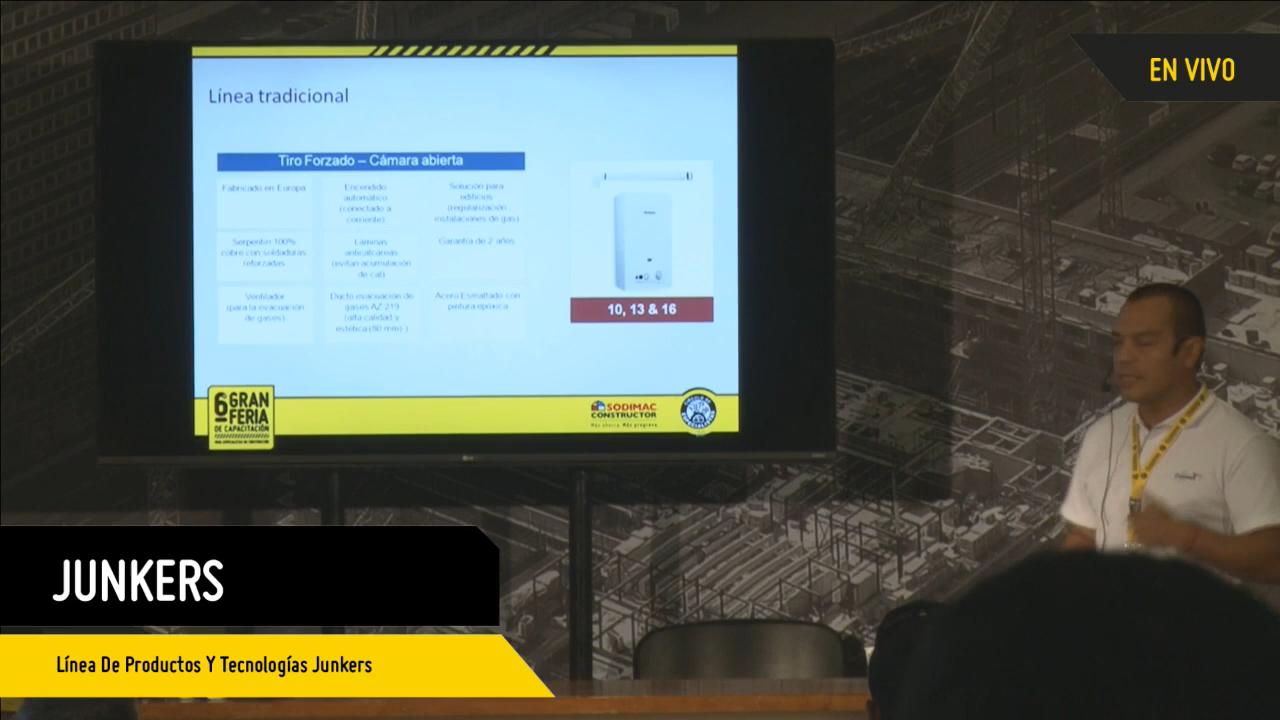 EN VIVO
Línea tradicional
Tiro Forzado – Cámara abierta
Fabricado en Europa
Encendido
automático
(conectado a
corriente)
Solución para
edificios
(regularización
instalaciones de gas)
Serpentín 100%
cobre con soldaduras
reforzadas
Láminas
anticalcáreas
(evitan acumulación
de cal)
Garantía de 2 años
Ventilador
(para la evacuación
de gases)
Ducto evacuación de
gases AZ 219
(alta calidad y
estética (80 mm) )
Acero Esmaltado con
pintura epóxica
10, 13 & 16
6 GRAN
FERIA
DE CAPACITACIÓN
SODIMAC
CONSTRUCTOR
JUNKERS
Línea De Productos Y Tecnologías Junkers